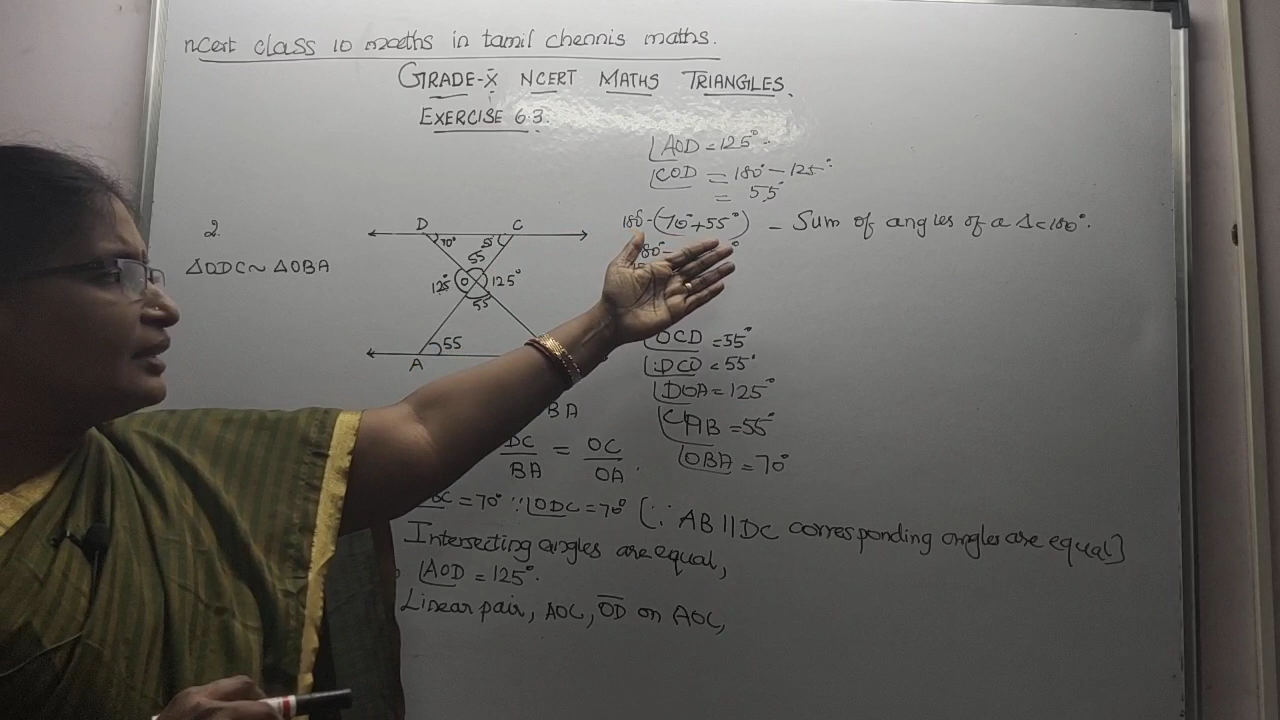 ncert class 10 maeths in tamil chennis maths.
GRADE-X NCERT MATHS TRIANGLES.
EXERCISE 6.3.
∠AOD = 125°
∠COD = 180° - 125°
= 55°
180-(70°+55°) - Sum of angles of a Δ = 180°.
180° -
2.
ΔODC ~ ΔOBA
D C
70° 55
125° O 125°
55
55
A
∠OCD = 55°
∠DCO = 55°
∠DOA = 125°
∠CAB = 55°
∠OBA = 70°
BA
DC/BA = OC/OA.
= 70° ∵ ∠ODC = 70° (∵ AB || DC corresponding angles are equal)
Intersecting angles are equal,
∠AOD = 125°.
Linear pair, AOC, OD on AOC,